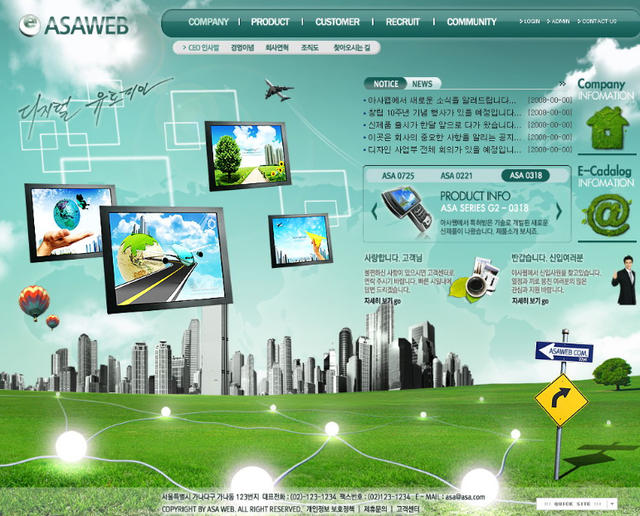 ASAWEB
COMPANY PRODUCT CUSTOMER RECRUIT COMMUNITY
LOGIN ADMIN CONTACT US
CEO 인사말 경영이념 회사연혁 조직도 찾아오시는 길
디지털 유토피아
NOTICE NEWS
아사웹에서 새로운 소식을 알려드립니다... [2008-00-00]
창립 10주년 기념 행사가 있을 예정입니다... [2008-00-00]
신제품 출시가 한달 앞으로 다가 왔습니다... [2008-00-00]
이곳은 회사의 중요한 사항을 알리는 공지... [2008-00-00]
디자인 사업부 전체 회의가 있을 예정입니... [2008-00-00]
Company
INFOMATION
E-Cadalog
INFOMATION
ASA 0725 ASA 0221 ASA 0318
PRODUCT INFO
ASA SERIES G2 - 0318
아사웹에서 특허받은 기술로 개발된 새로운
신제품이 나왔습니다. 제품소개 보시죠.
사랑합니다. 고객님
불편하신 사항이 있으시면 고객센터로
연락 주시기 바랍니다. 빠른 시일내에
답변 드리겠습니다.
자세히 보기 go
반갑습니다. 신입여러분
아사웹에서 신입사원을 찾고있습니다.
열정과 끼로 뭉친 여러분의 많은
관심과 지원 바랍니다.
자세히 보기 go
ASAWEB COM.
서울특별시 가나다구 가나동 123번지 대표전화 : (02)-123-1234 팩스번호 : (02)123-1234 E - MAIL : asa@asa.com
COPYRIGHT BY ASA WEB. ALL RIGHT RESERVED. 개인정보 보호정책 | 제휴문의 | 고객센터
QUICK SITE